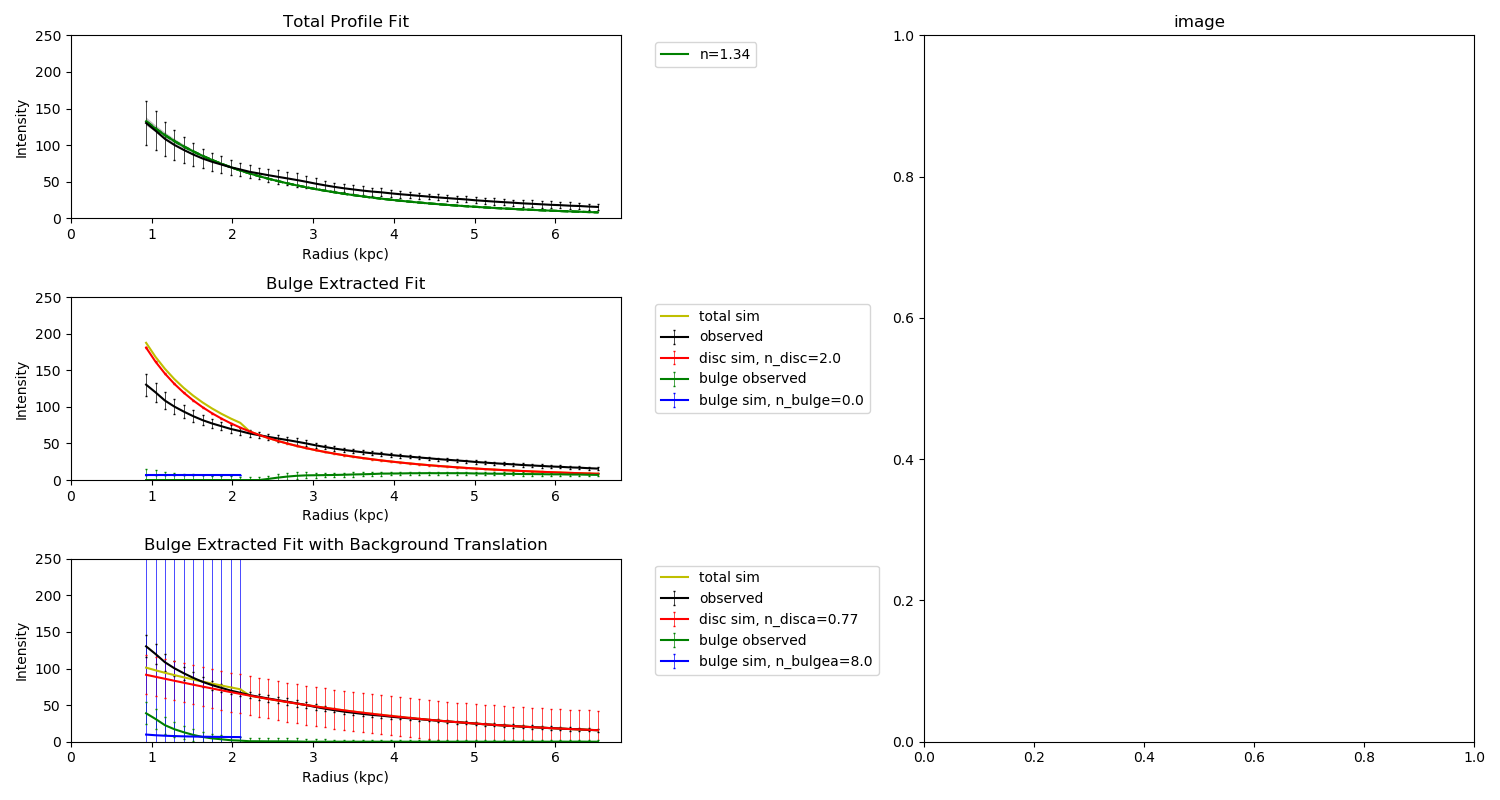 Total Profile Fit
250
200
150
100
50
0
Intensity
0 1 2 3 4 5 6
Radius (kpc)
n=1.34
Bulge Extracted Fit
250
200
150
100
50
0
Intensity
0 1 2 3 4 5 6
Radius (kpc)
total sim
observed
disc sim, n_disc=2.0
bulge observed
bulge sim, n_bulge=0.0
Bulge Extracted Fit with Background Translation
250
200
150
100
50
0
Intensity
0 1 2 3 4 5 6
Radius (kpc)
total sim
observed
disc sim, n_disca=0.77
bulge observed
bulge sim, n_bulgea=8.0
image
1.0
0.8
0.6
0.4
0.2
0.0
0.0 0.2 0.4 0.6 0.8 1.0